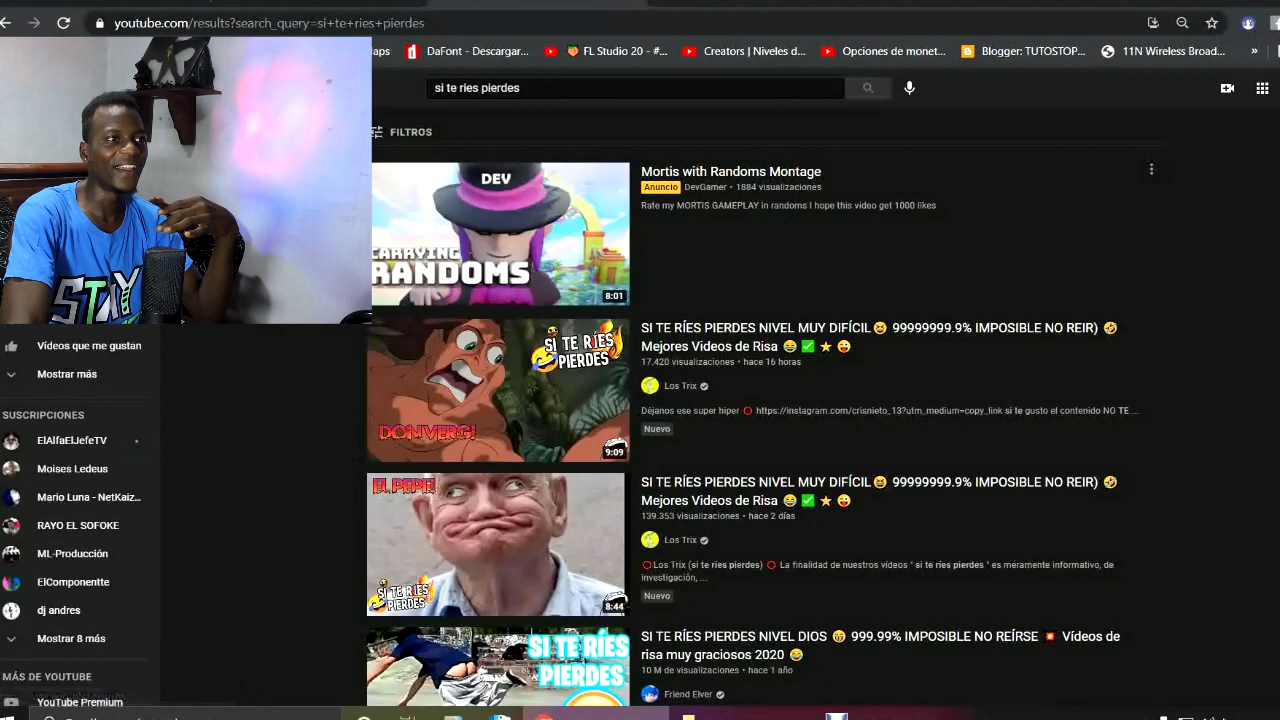 youtube.com/results?search_query=si+te+ries+pierdes
aps
DaFont - Descargar...
FL Studio 20 - #...
Creators | Niveles d...
Opciones de monet...
Blogger: TUTOSTOP...
11N Wireless Broad...
»
si te ries pierdes
FILTROS
DEV
CARRYING
RANDOMS
8:01
Mortis with Randoms Montage
Anuncio DevGamer • 1884 visualizaciones
Rate my MORTIS GAMEPLAY in randoms I hope this video get 1000 likes
STAY
SI TE RÍES
PIERDES
DONVERG!
9:09
SI TE RÍES PIERDES NIVEL MUY DIFÍCIL😆 99999999.9% IMPOSIBLE NO REIR) 🤣
Mejores Videos de Risa 😂 ✅ ⭐ 😜
17.420 visualizaciones • hace 16 horas
Los Trix
Déjanos ese super hiper ⭕ https://instagram.com/crisnieto_13?utm_medium=copy_link si te gusto el contenido NO TE ...
Nuevo
EL PEPE!
SI TE RÍES
PIERDES
8:44
SI TE RÍES PIERDES NIVEL MUY DIFÍCIL😆 99999999.9% IMPOSIBLE NO REIR) 🤣
Mejores Videos de Risa 😂 ✅ ⭐ 😜
139.353 visualizaciones • hace 2 días
Los Trix
⭕Los Trix (si te ríes pierdes) ⭕ La finalidad de nuestros vídeos " si te ríes pierdes " es meramente informativo, de
investigación, ...
Nuevo
SI TE RÍES
PIERDES
SI TE RÍES PIERDES NIVEL DIOS 😁 999.99% IMPOSIBLE NO REÍRSE 💥 Vídeos de
risa muy graciosos 2020 😂
10 M de visualizaciones • hace 1 año
Friend Elver
Vídeos que me gustan
Mostrar más
SUSCRIPCIONES
ElAlfaElJefeTV
Moises Ledeus
Mario Luna - NetKaiz...
RAYO EL SOFOKE
ML-Producción
ElComponentte
dj andres
Mostrar 8 más
MÁS DE YOUTUBE
YouTube Premium